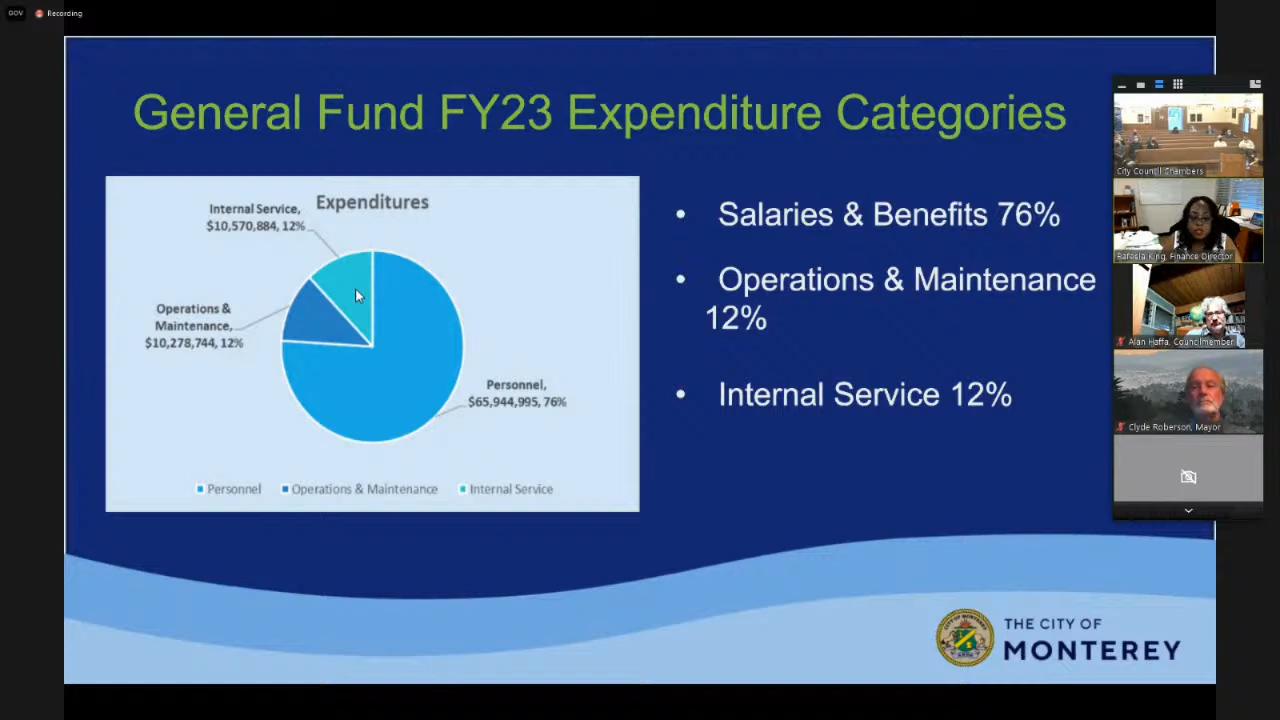 GOV
Recording
General Fund FY23 Expenditure Categories
Expenditures
Internal Service,
$10,570,884, 12%
Operations &
Maintenance,
$10,278,744, 12%
Personnel,
$65,944,995, 76%
Personnel
Operations & Maintenance
Internal Service
• Salaries & Benefits 76%
• Operations & Maintenance
12%
• Internal Service 12%
City Council Chambers
Rafaela King, Finance Director
Alan Haffa, Councilmember
Clyde Roberson, Mayor
THE CITY OF
MONTEREY